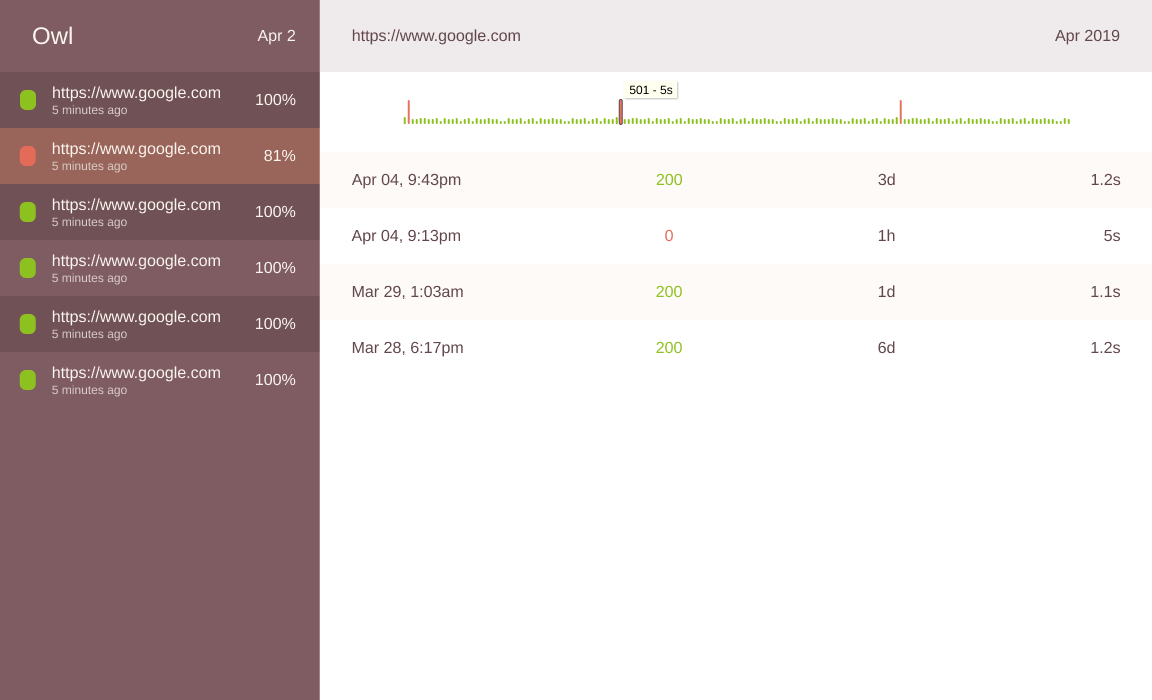 Owl Apr 2
https://www.google.com 100%
5 minutes ago
https://www.google.com 81%
5 minutes ago
https://www.google.com 100%
5 minutes ago
https://www.google.com 100%
5 minutes ago
https://www.google.com 100%
5 minutes ago
https://www.google.com 100%
5 minutes ago
https://www.google.com Apr 2019
501 - 5s
Apr 04, 9:43pm 200 3d 1.2s
Apr 04, 9:13pm 0 1h 5s
Mar 29, 1:03am 200 1d 1.1s
Mar 28, 6:17pm 200 6d 1.2s